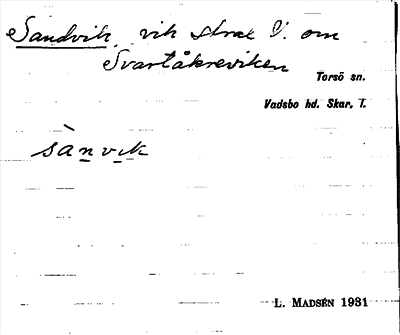 Sandvik, vik strax V. om
Svartåkreviken
Torsö sn.
Vadsbo hd. Skar. l.
sànvik
L. MADSÉN 1931